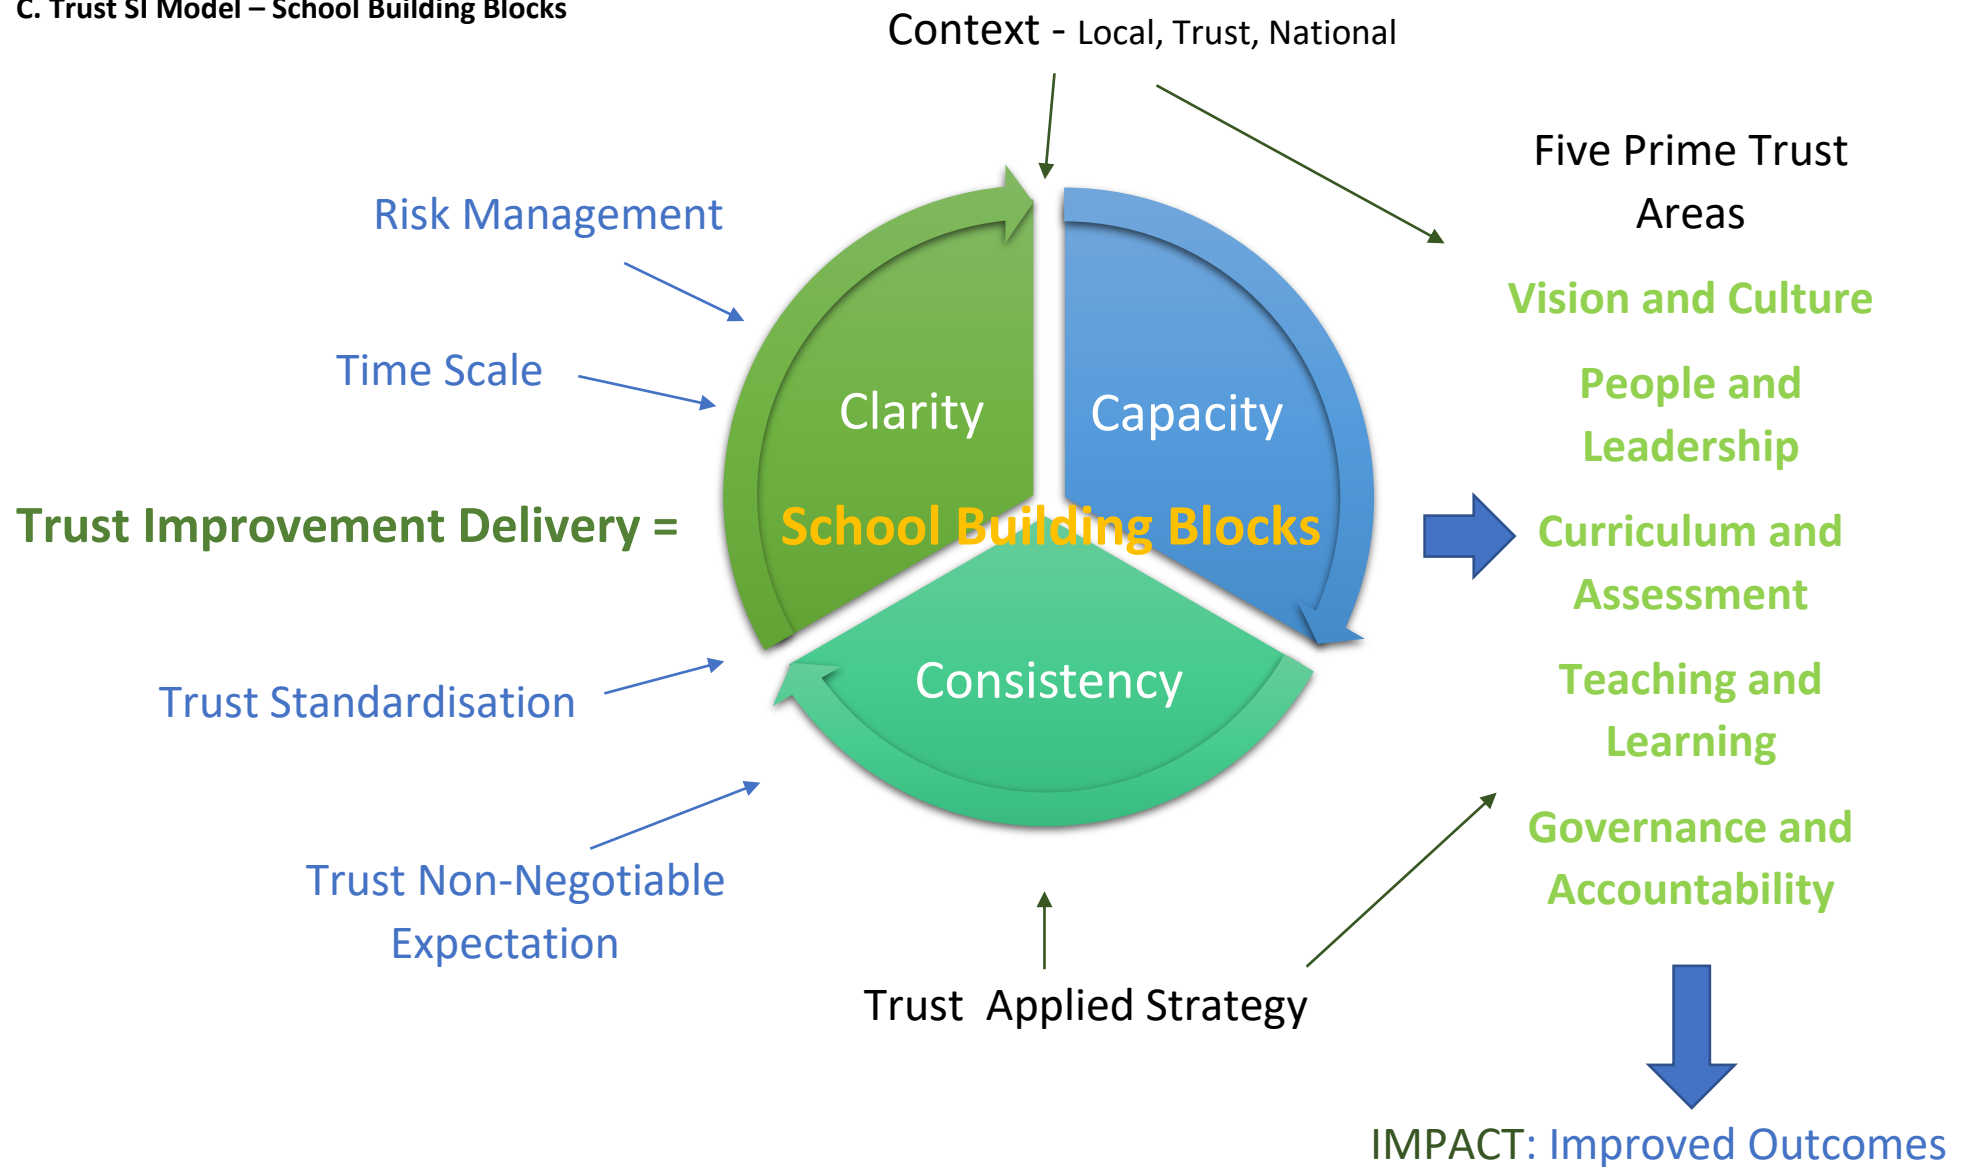 C. Trust SI Model – School Building Blocks
Context - Local, Trust, National
Five Prime Trust
Areas
Risk Management
Vision and Culture
Time Scale
People and
Leadership
Clarity
Capacity
Trust Improvement Delivery =
School Building Blocks
Curriculum and
Assessment
Consistency
Trust Standardisation
Teaching and
Learning
Trust Non-Negotiable
Expectation
Governance and
Accountability
Trust Applied Strategy
IMPACT: Improved Outcomes